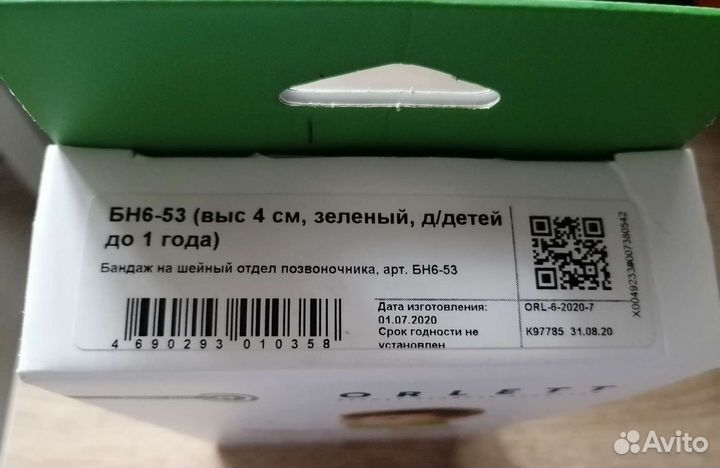 БН6-53 (выс 4 см, зеленый, д/детей
до 1 года)
Бандаж на шейный отдел позвоночника, арт. БН6-53
4 690293 010358
Дата изготовления:
01.07.2020
Срок годности не
установлен
ORL-6-2020-7
K97785 31.08.20
X0049233#007380542
ORLETT
Avito